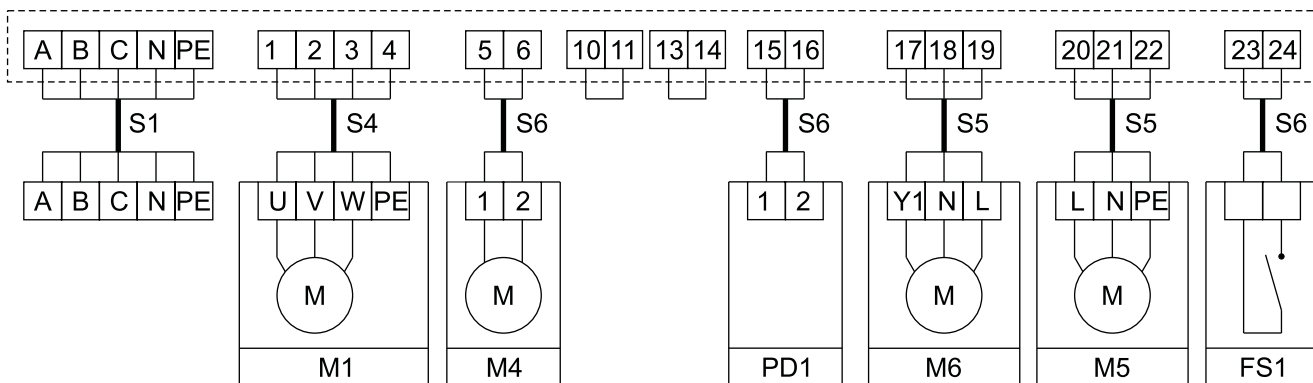 A B C N PE 1 2 3 4 5 6 10 11 13 14 15 16 17 18 19 20 21 22 23 24
S1 S4 S6 S6 S5 S5 S6
A B C N PE U V W PE 1 2 1 2 Y1 N L L N PE
M M M M
M1 M4 PD1 M6 M5 FS1